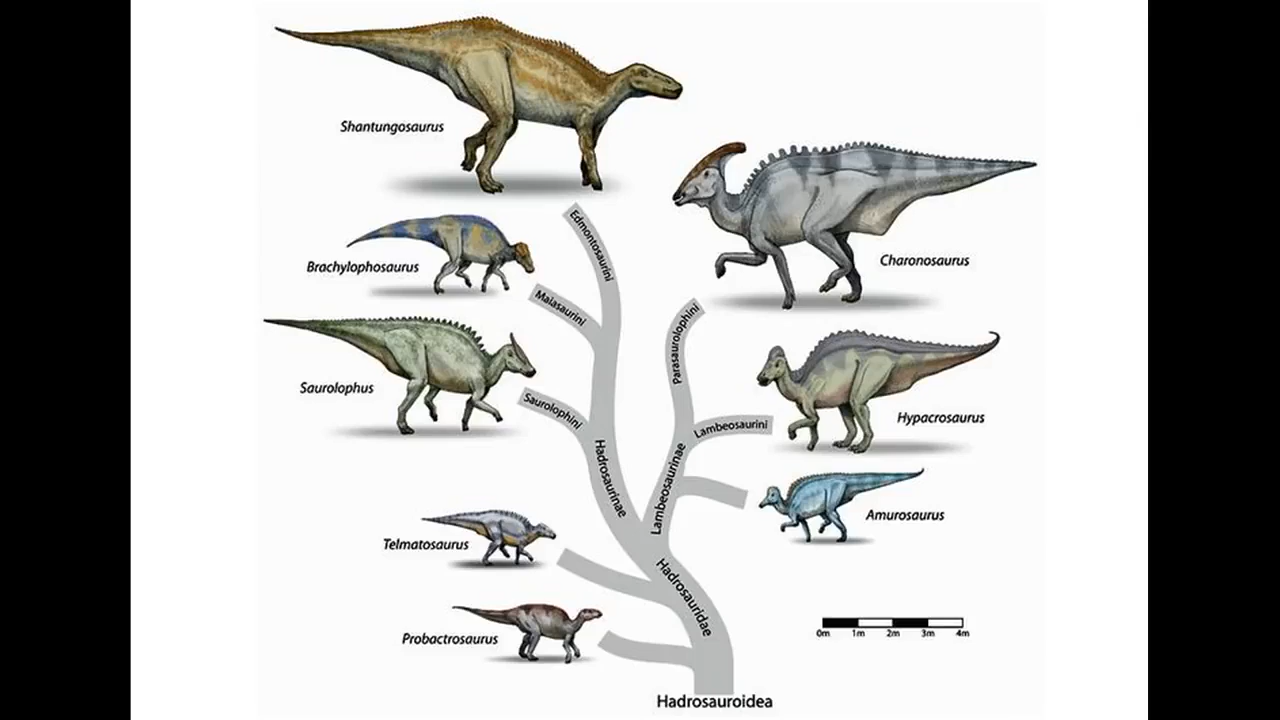 Shantungosaurus
Edmontosaurini
Brachylophosaurus
Maiasaurini
Charonosaurus
Parasaurolophini
Saurolophus
Saurolophini
Lambeosaurini
Hypacrosaurus
Hadrosaurinae
Lambeosaurinae
Amurosaurus
Telmatosaurus
Hadrosauridae
Probactrosaurus
0m 1m 2m 3m 4m
Hadrosauroidea